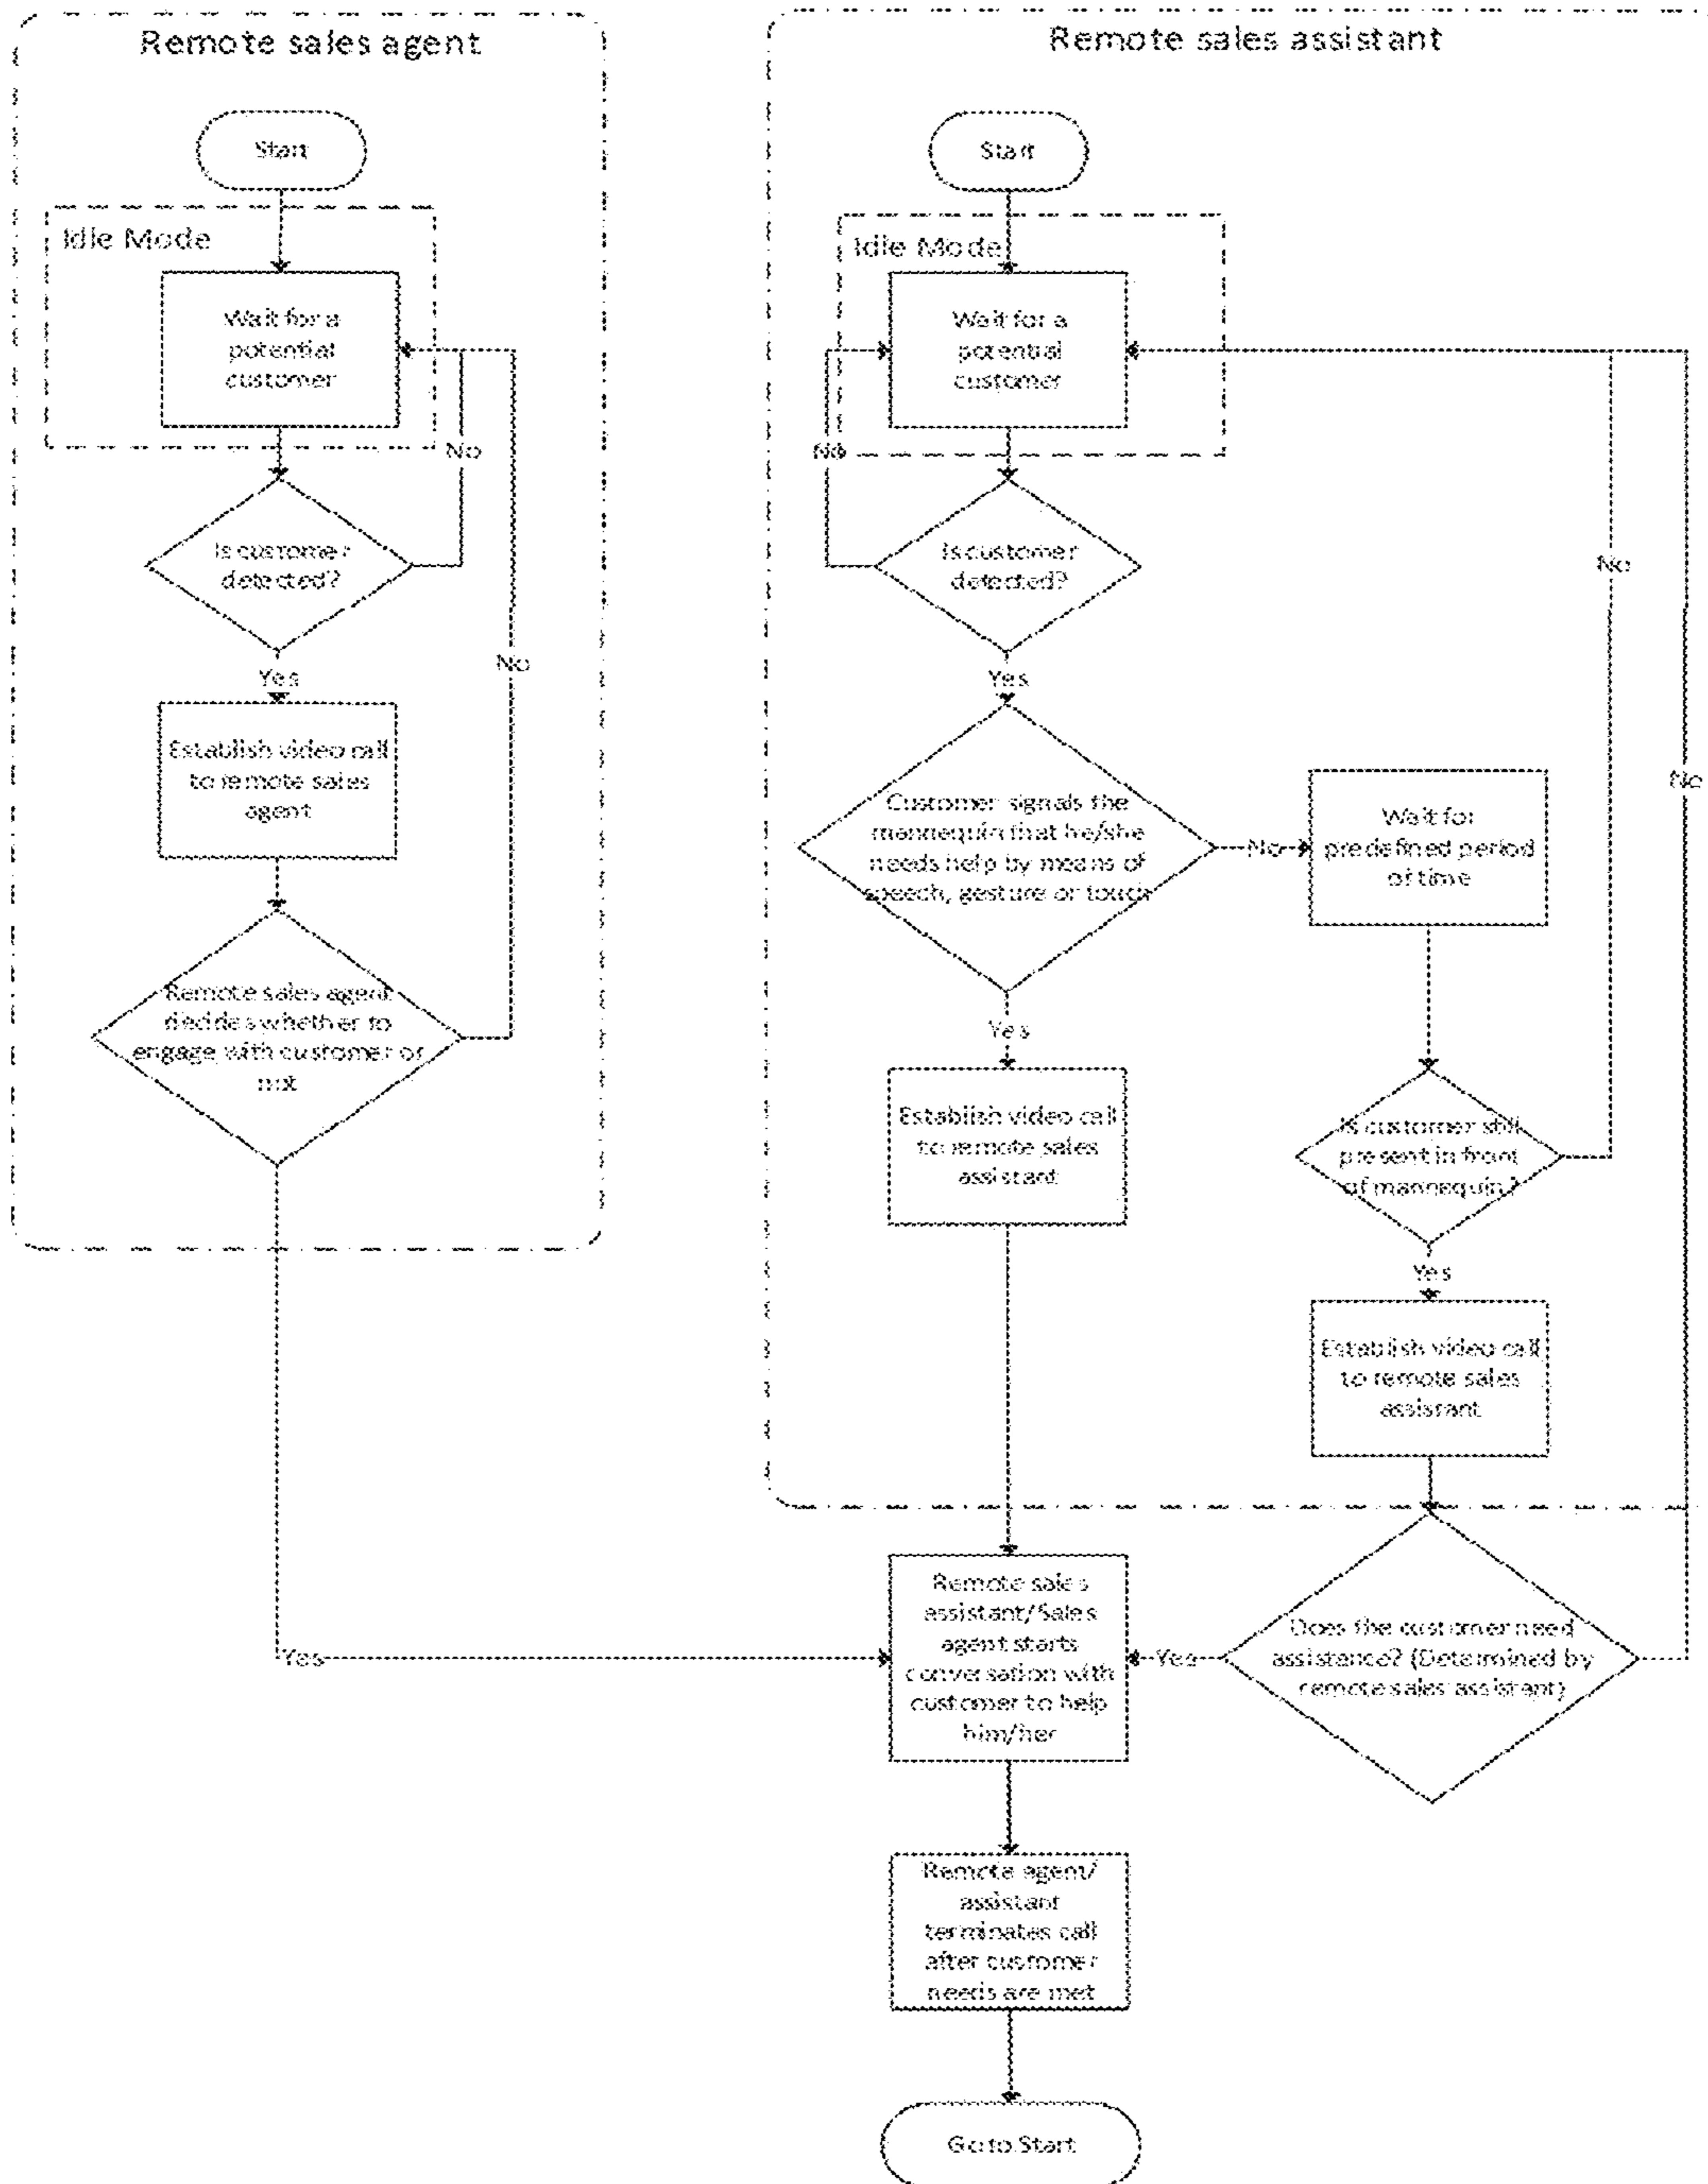 Remote sales agent
Start
Idle Mode
Wait for a
potential
customer
No
Is customer
detected?
Yes
No
Establish video call
to remote sales
agent
Remote sales agent
decides whether to
engage with customer or
not
Yes
Remote sales assistant
Start
Idle Mode
Wait for a
potential
customer
No
Is customer
detected?
Yes
Customer signals the
mannequin that he/she
needs help by means of
speech, gesture or touch
No
Wait for
predefined period
of time
No
No
Yes
Establish video call
to remote sales
assistant
Is customer still
present in front
of mannequin?
Yes
Establish video call
to remote sales
assistant
Remote sales
assistant/Sales
agent starts
conversation with
customer to help
him/her
Yes
Does the customer need
assistance? (Determined by
remote sales assistant)
Remote agent/
assistant
terminates call
after customer
needs are met
Go to Start